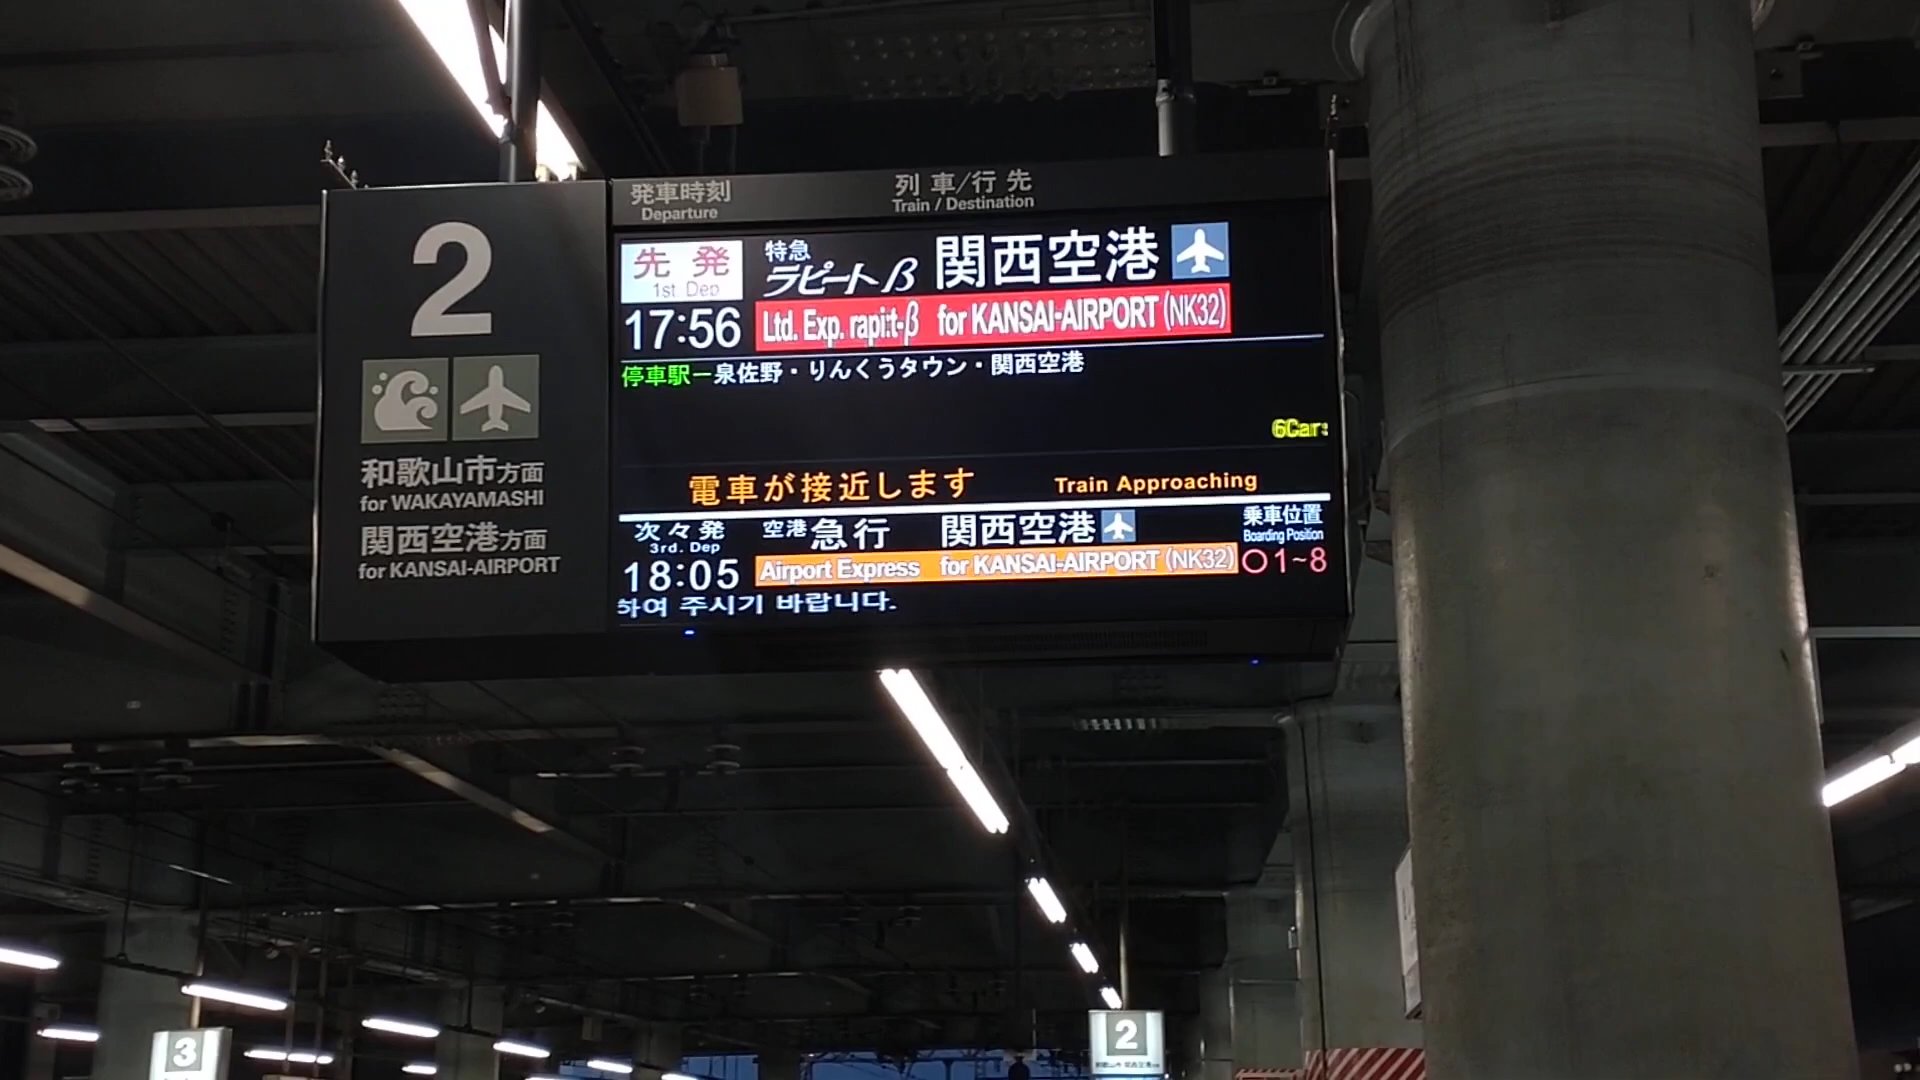 2
和歌山市方面
for WAKAYAMASHI
関西空港方面
for KANSAI-AIRPORT
発車時刻 列車/行先
Departure Train / Destination
先発 特急 ラピートβ 関西空港
1st Dep
17:56 Ltd. Exp. rapi:t-β for KANSAI-AIRPORT (NK32)
停車駅ー泉佐野・りんくうタウン・関西空港
6Cars
電車が接近します Train Approaching
次々発 空港急行 関西空港 乗車位置
3rd. Dep Boarding Position
18:05 Airport Express for KANSAI-AIRPORT (NK32) ○1~8
하여 주시기 바랍니다.
3
2